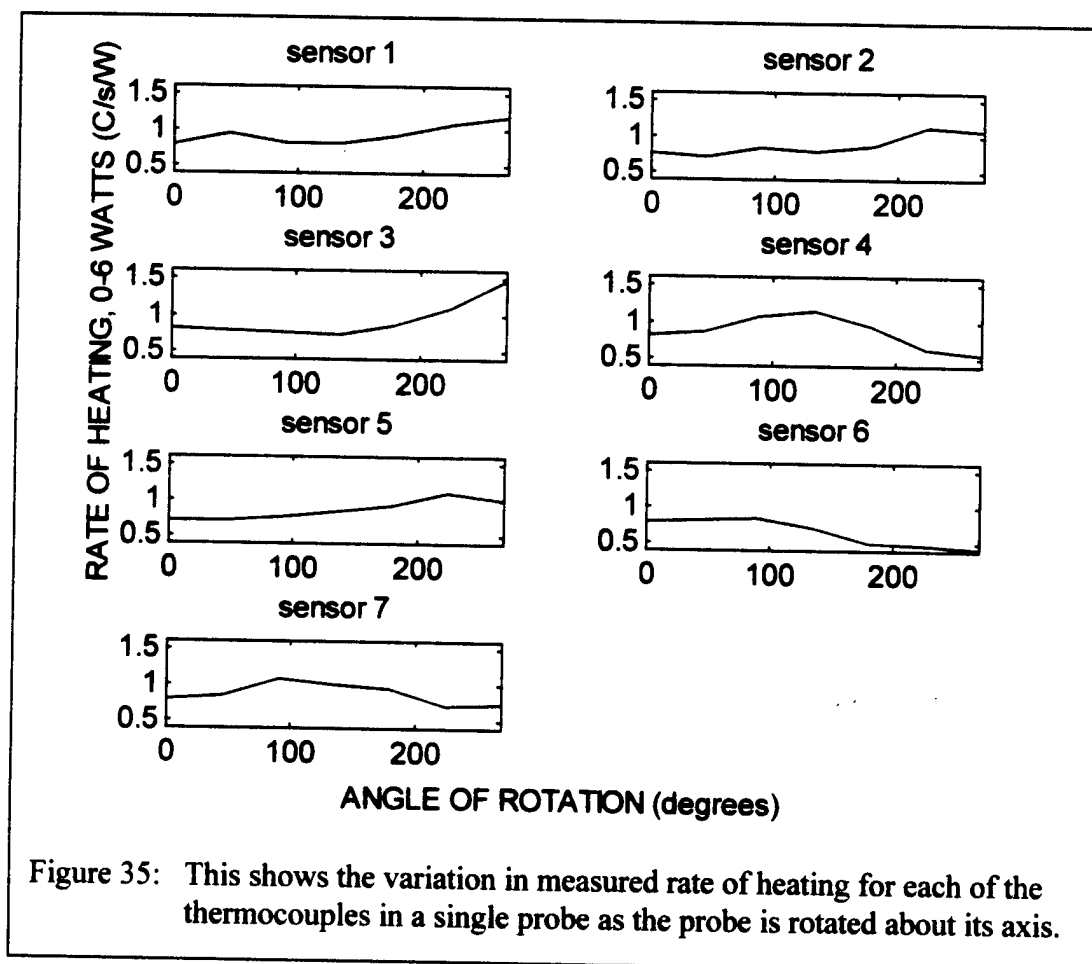 sensor 1
1.5
1
0.5
0 100 200
sensor 2
1.5
1
0.5
0 100 200
sensor 3
1.5
1
0.5
0 100 200
sensor 4
1.5
1
0.5
0 100 200
sensor 5
1.5
1
0.5
0 100 200
sensor 6
1.5
1
0.5
0 100 200
sensor 7
1.5
1
0.5
0 100 200
RATE OF HEATING, 0-6 WATTS (C/s/W)
ANGLE OF ROTATION (degrees)
Figure 35: This shows the variation in measured rate of heating for each of the
thermocouples in a single probe as the probe is rotated about its axis.